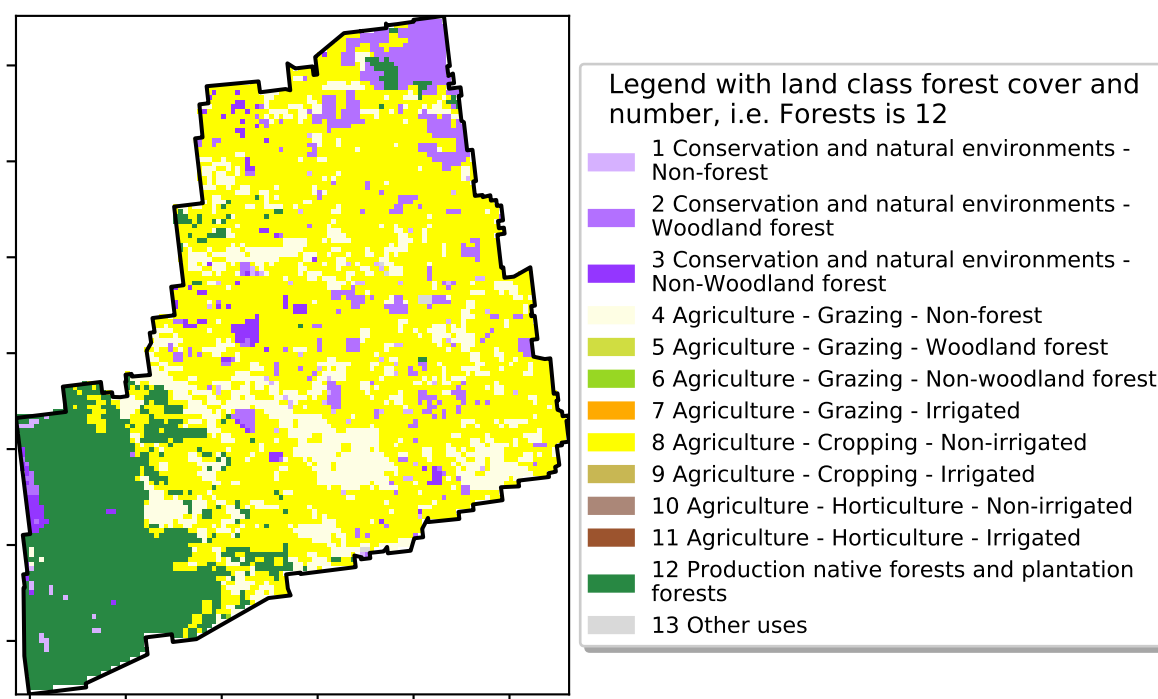 Legend with land class forest cover and
number, i.e. Forests is 12
1 Conservation and natural environments -
Non-forest
2 Conservation and natural environments -
Woodland forest
3 Conservation and natural environments -
Non-Woodland forest
4 Agriculture - Grazing - Non-forest
5 Agriculture - Grazing - Woodland forest
6 Agriculture - Grazing - Non-woodland forest
7 Agriculture - Grazing - Irrigated
8 Agriculture - Cropping - Non-irrigated
9 Agriculture - Cropping - Irrigated
10 Agriculture - Horticulture - Non-irrigated
11 Agriculture - Horticulture - Irrigated
12 Production native forests and plantation
forests
13 Other uses